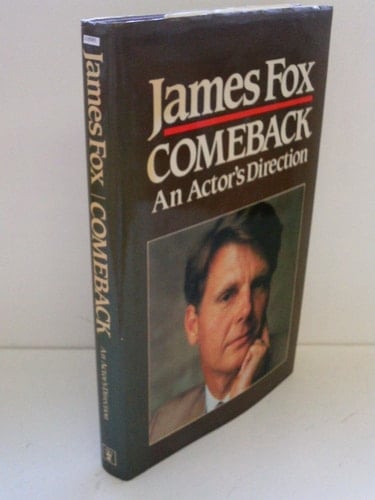 James Fox
COMEBACK
An Actor's Direction
James Fox | COMEBACK An Actor's Direction